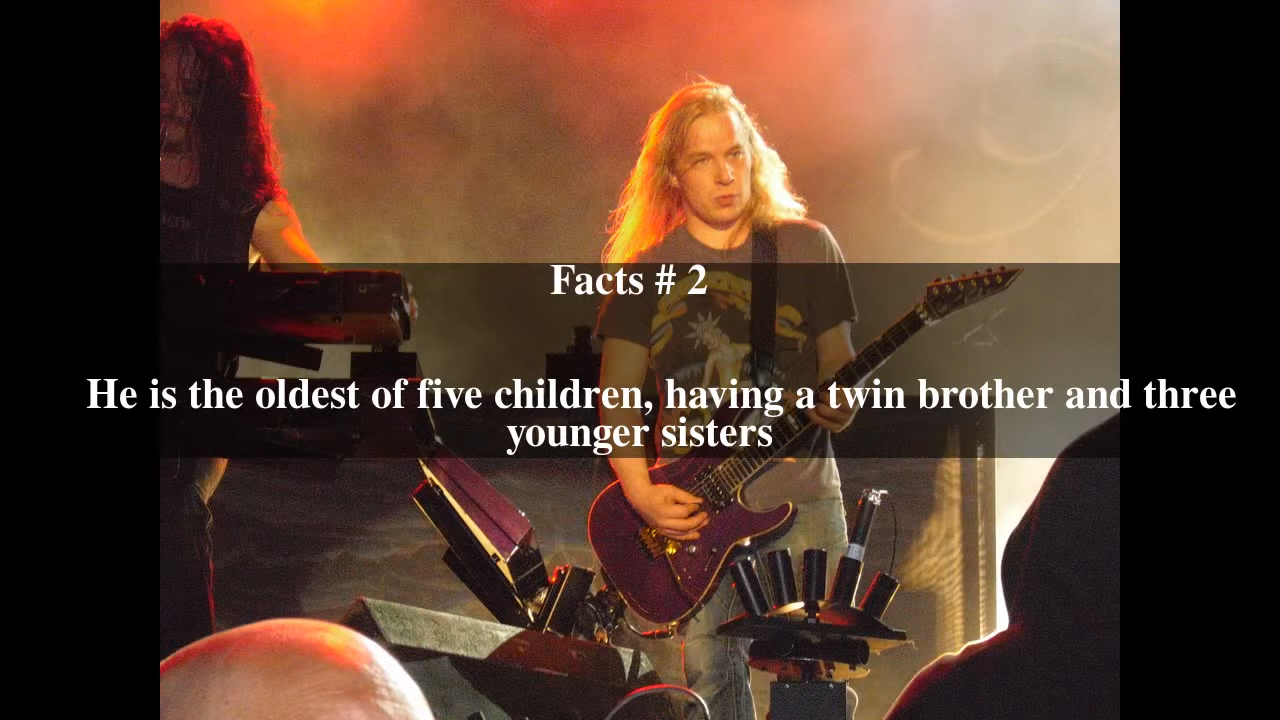 Facts # 2
He is the oldest of five children, having a twin brother and three
younger sisters